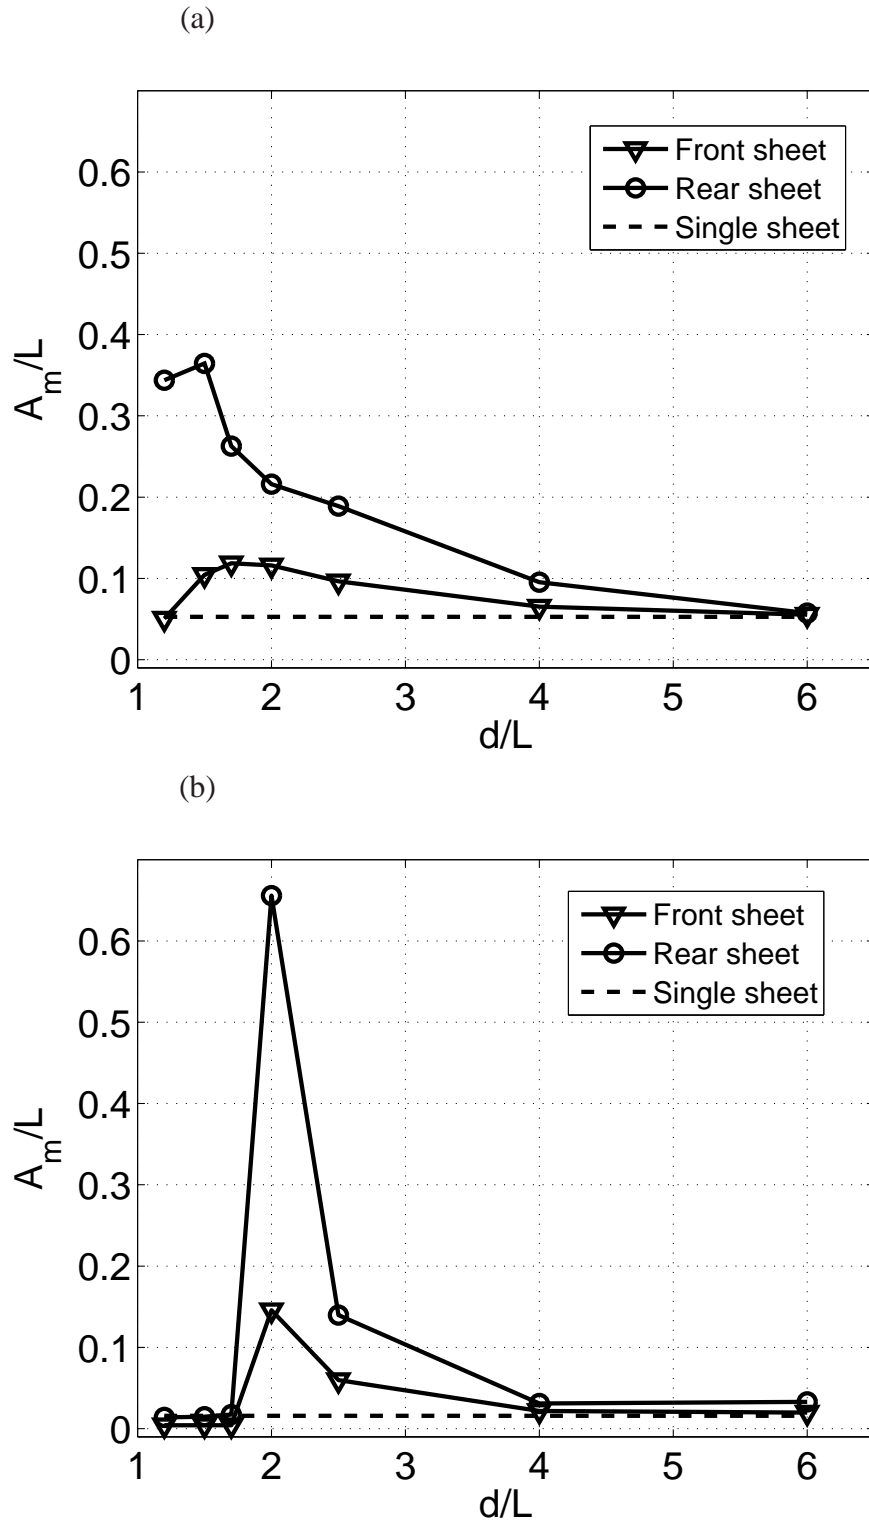 (a)
Front sheet
Rear sheet
Single sheet
0.6
0.5
0.4
0.3
0.2
0.1
0
A_m/L
1 2 3 4 5 6
d/L
(b)
Front sheet
Rear sheet
Single sheet
0.6
0.5
0.4
0.3
0.2
0.1
0
A_m/L
1 2 3 4 5 6
d/L